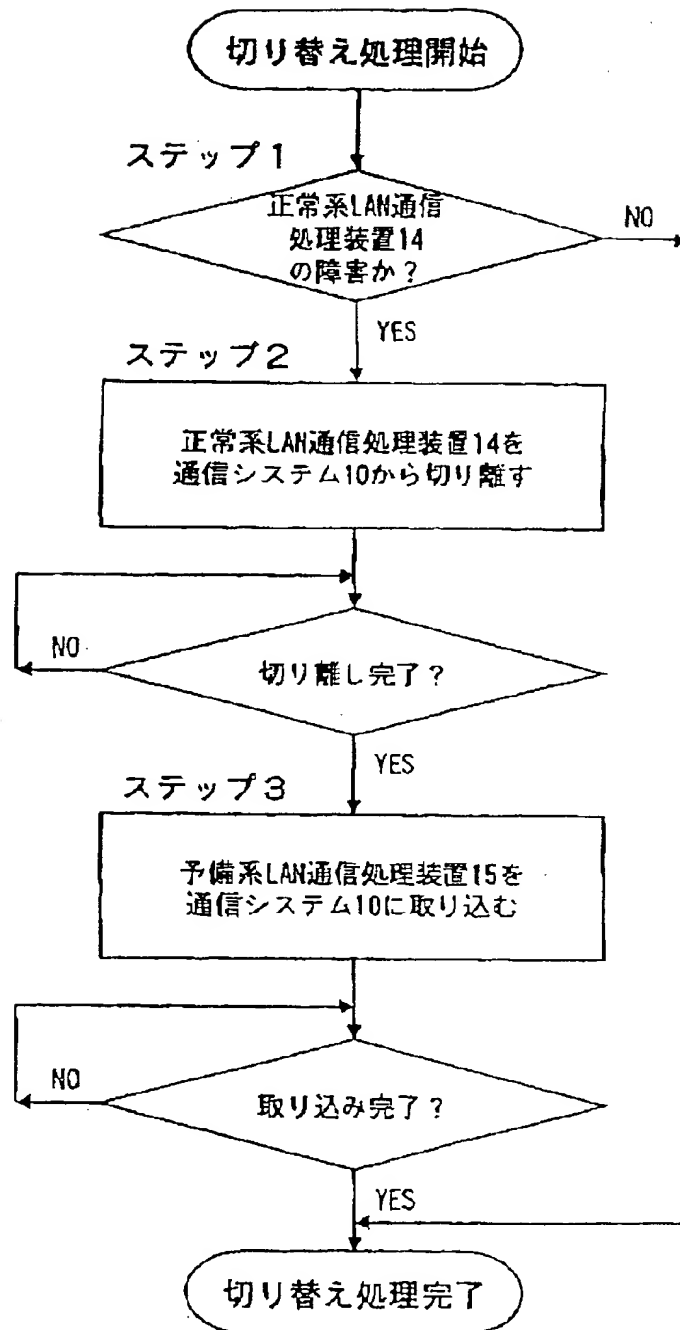 切り替え処理開始
ステップ1
正常系LAN通信
処理装置14
の障害か？
NO
YES
ステップ2
正常系LAN通信処理装置14を
通信システム10から切り離す
NO
切り離し完了？
YES
ステップ3
予備系LAN通信処理装置15を
通信システム10に取り込む
NO
取り込み完了？
YES
切り替え処理完了